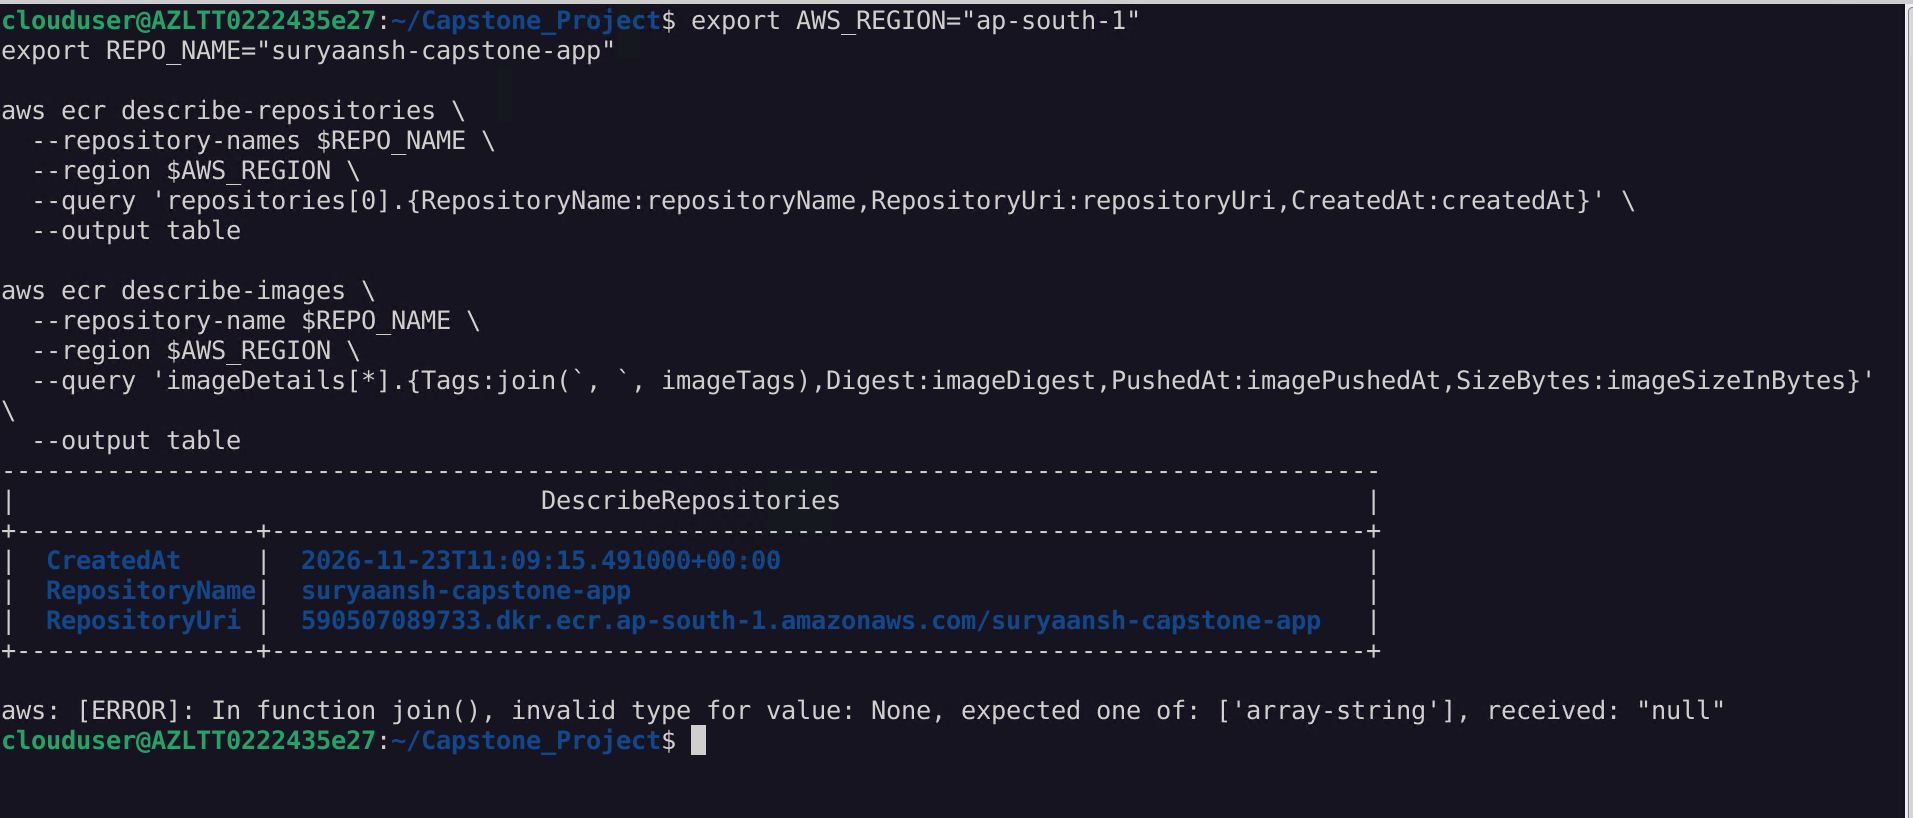 clouduser@AZLTT0222435e27:~/Capstone_Project$ export AWS_REGION="ap-south-1"
export REPO_NAME="suryaansh-capstone-app"

aws ecr describe-repositories \
  --repository-names $REPO_NAME \
  --region $AWS_REGION \
  --query 'repositories[0].{RepositoryName:repositoryName,RepositoryUri:repositoryUri,CreatedAt:createdAt}' \
  --output table

aws ecr describe-images \
  --repository-name $REPO_NAME \
  --region $AWS_REGION \
  --query 'imageDetails[*].{Tags:join(`, `, imageTags),Digest:imageDigest,PushedAt:imagePushedAt,SizeBytes:imageSizeInBytes}'
\
  --output table
--------------------------------------------------------------------------------------------
|                                   DescribeRepositories                                   |
+----------------+-------------------------------------------------------------------------+
|  CreatedAt     |  2026-11-23T11:09:15.491000+00:00                                       |
|  RepositoryName|  suryaansh-capstone-app                                                 |
|  RepositoryUri |  590507089733.dkr.ecr.ap-south-1.amazonaws.com/suryaansh-capstone-app   |
+----------------+-------------------------------------------------------------------------+

aws: [ERROR]: In function join(), invalid type for value: None, expected one of: ['array-string'], received: "null"
clouduser@AZLTT0222435e27:~/Capstone_Project$